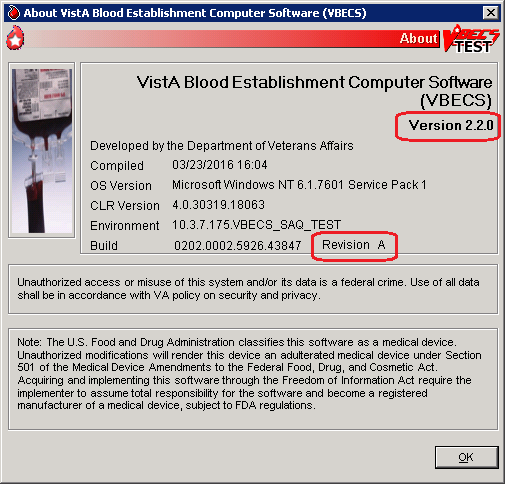 About VistA Blood Establishment Computer Software (VBECS)
About
VBECS
TEST
VistA Blood Establishment Computer Software
(VBECS)
Version 2.2.0
Developed by the Department of Veterans Affairs
Compiled 03/23/2016 16:04
OS Version Microsoft Windows NT 6.1.7601 Service Pack 1
CLR Version 4.0.30319.18063
Environment 10.3.7.175.VBECS_SAQ_TEST
Build 0202.0002.5926.43847 Revision A
Unauthorized access or misuse of this system and/or its data is a federal crime. Use of all data
shall be in accordance with VA policy on security and privacy.
Note: The U.S. Food and Drug Administration classifies this software as a medical device.
Unauthorized modifications will render this device an adulterated medical device under Section
501 of the Medical Device Amendments to the Federal Food, Drug, and Cosmetic Act.
Acquiring and implementing this software through the Freedom of Information Act require the
implementer to assume total responsibility for the software and become a registered
manufacturer of a medical device, subject to FDA regulations.
OK